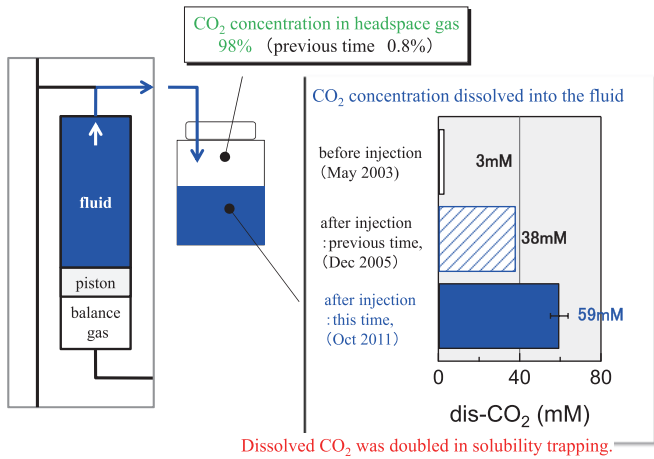 CO₂ concentration in headspace gas
98% (previous time 0.8%)
fluid
piston
balance
gas
CO₂ concentration dissolved into the fluid
before injection
(May 2003)
3mM
after injection
:previous time,
(Dec 2005)
38mM
after injection
:this time,
(Oct 2011)
59mM
0 40 80
dis-CO₂ (mM)
Dissolved CO₂ was doubled in solubility trapping.